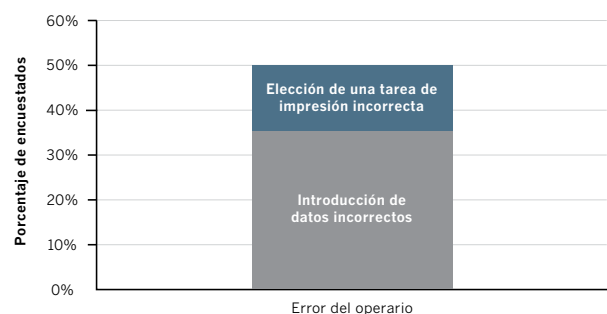 60%
50%
40%
30%
20%
10%
0%
Porcentaje de encuestados
Elección de una tarea de
impresión incorrecta
Introducción de
datos incorrectos
Error del operario